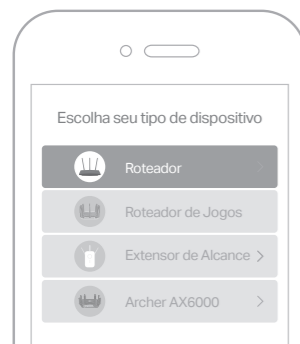 Escolha seu tipo de dispositivo
Roteador
Roteador de Jogos
Extensor de Alcance
Archer AX6000